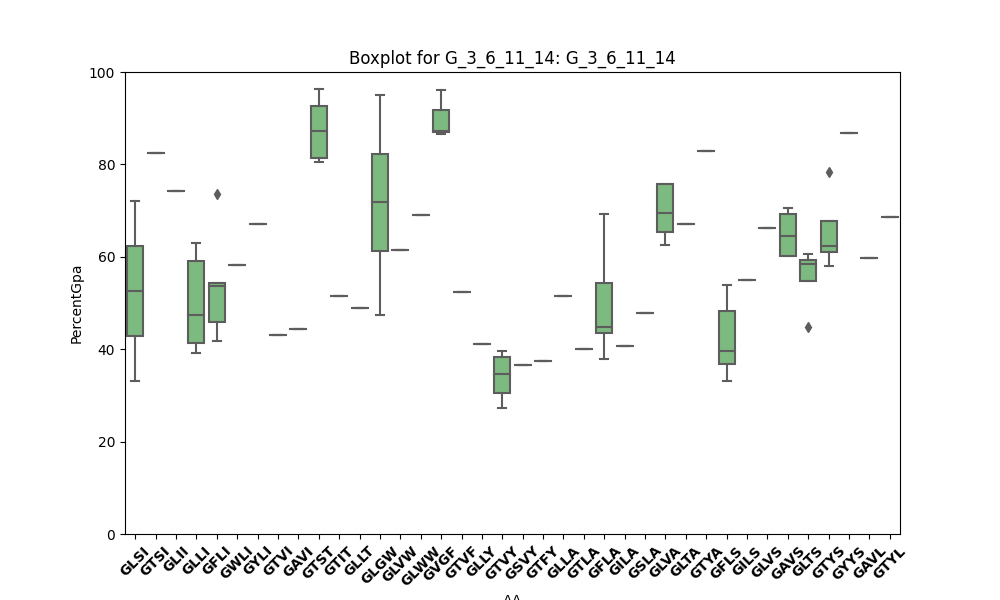 Boxplot for G_3_6_11_14: G_3_6_11_14
PercentGpa
100
80
60
40
20
0
GLSI GTSI GLII GLLI GFLI GWLI GYLI GTVI GAVI GTST GTIT GLLT GLGW GLVW GLWW GVGF GTVF GLLY GTVY GSVY GTFY GLLA GTLA GFLA GILA GSLA GLVA GLTA GTYA GFLS GILS GLVS GAVS GLTS GTYS GYYS GAVL GTYL
AA